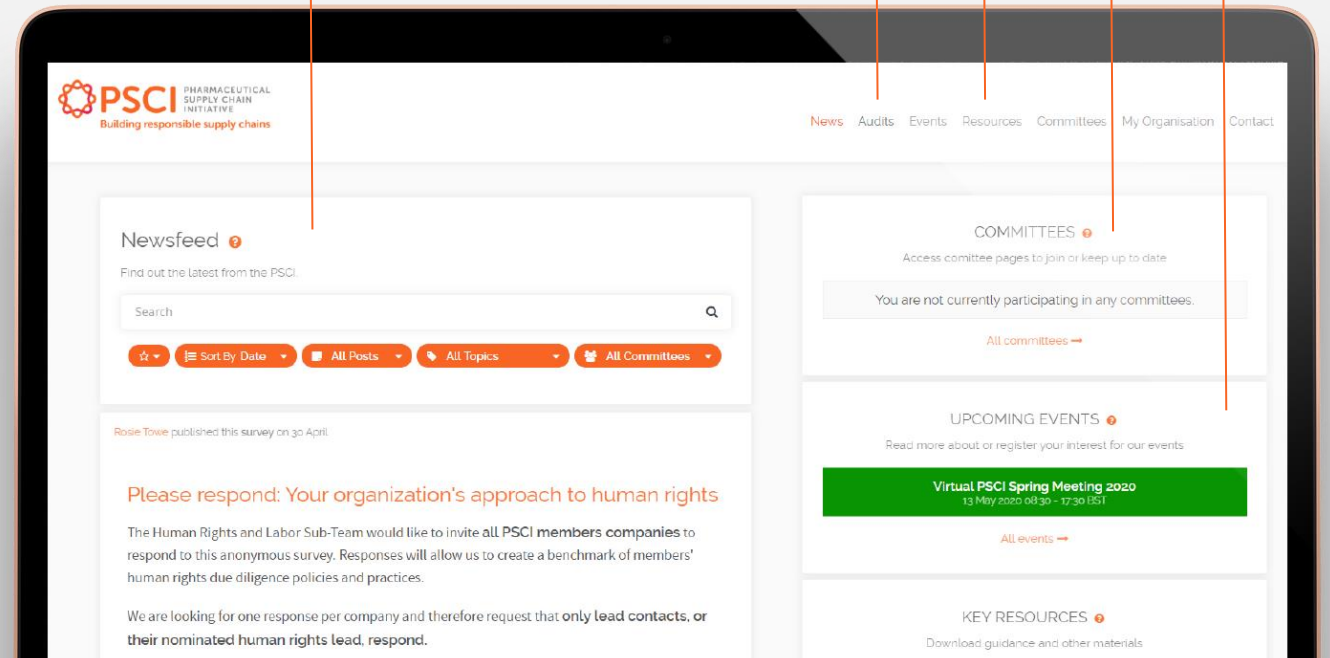 PSCI
PHARMACEUTICAL
SUPPLY CHAIN
INITIATIVE
Building responsible supply chains
News Audits Events Resources Committees My Organisation Contact
Newsfeed ?
Find out the latest from the PSCI.
Search
Sort By Date All Posts All Topics All Committees
Rosie Towe published this survey on 30 April
Please respond: Your organization's approach to human rights
The Human Rights and Labor Sub-Team would like to invite all PSCI members companies to
respond to this anonymous survey. Responses will allow us to create a benchmark of members'
human rights due diligence policies and practices.
We are looking for one response per company and therefore request that only lead contacts, or
their nominated human rights lead, respond.
COMMITTEES ?
Access comittee pages to join or keep up to date
You are not currently participating in any committees.
All committees →
UPCOMING EVENTS ?
Read more about or register your interest for our events
Virtual PSCI Spring Meeting 2020
13 May 2020 08:30 - 17:30 BST
All events →
KEY RESOURCES ?
Download guidance and other materials